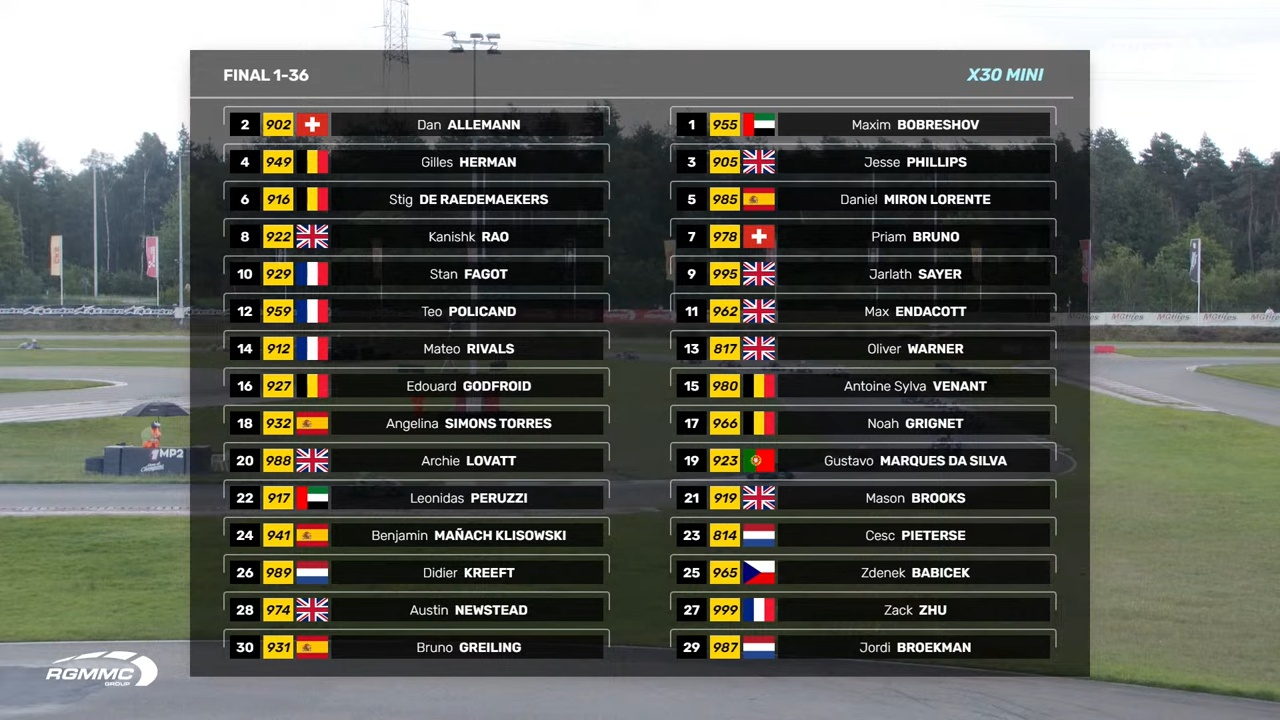 FINAL 1-36 X30 MINI
2 902 Dan ALLEMANN 1 955 Maxim BOBRESHOV
4 949 Gilles HERMAN 3 905 Jesse PHILLIPS
6 916 Stig DE RAEDEMAEKERS 5 985 Daniel MIRON LORENTE
8 922 Kanishk RAO 7 978 Priam BRUNO
10 929 Stan FAGOT 9 995 Jarlath SAYER
12 959 Teo POLICAND 11 962 Max ENDACOTT
14 912 Mateo RIVALS 13 817 Oliver WARNER
16 927 Edouard GODFROID 15 980 Antoine Sylva VENANT
18 932 Angelina SIMONS TORRES 17 966 Noah GRIGNET
20 988 Archie LOVATT 19 923 Gustavo MARQUES DA SILVA
22 917 Leonidas PERUZZI 21 919 Mason BROOKS
24 941 Benjamin MAÑACH KLISOWSKI 23 814 Cesc PIETERSE
26 989 Didier KREEFT 25 965 Zdenek BABICEK
28 974 Austin NEWSTEAD 27 999 Zack ZHU
30 931 Bruno GREILING 29 987 Jordi BROEKMAN
RGMMC
GROUP
MP2
MGtires MGtires